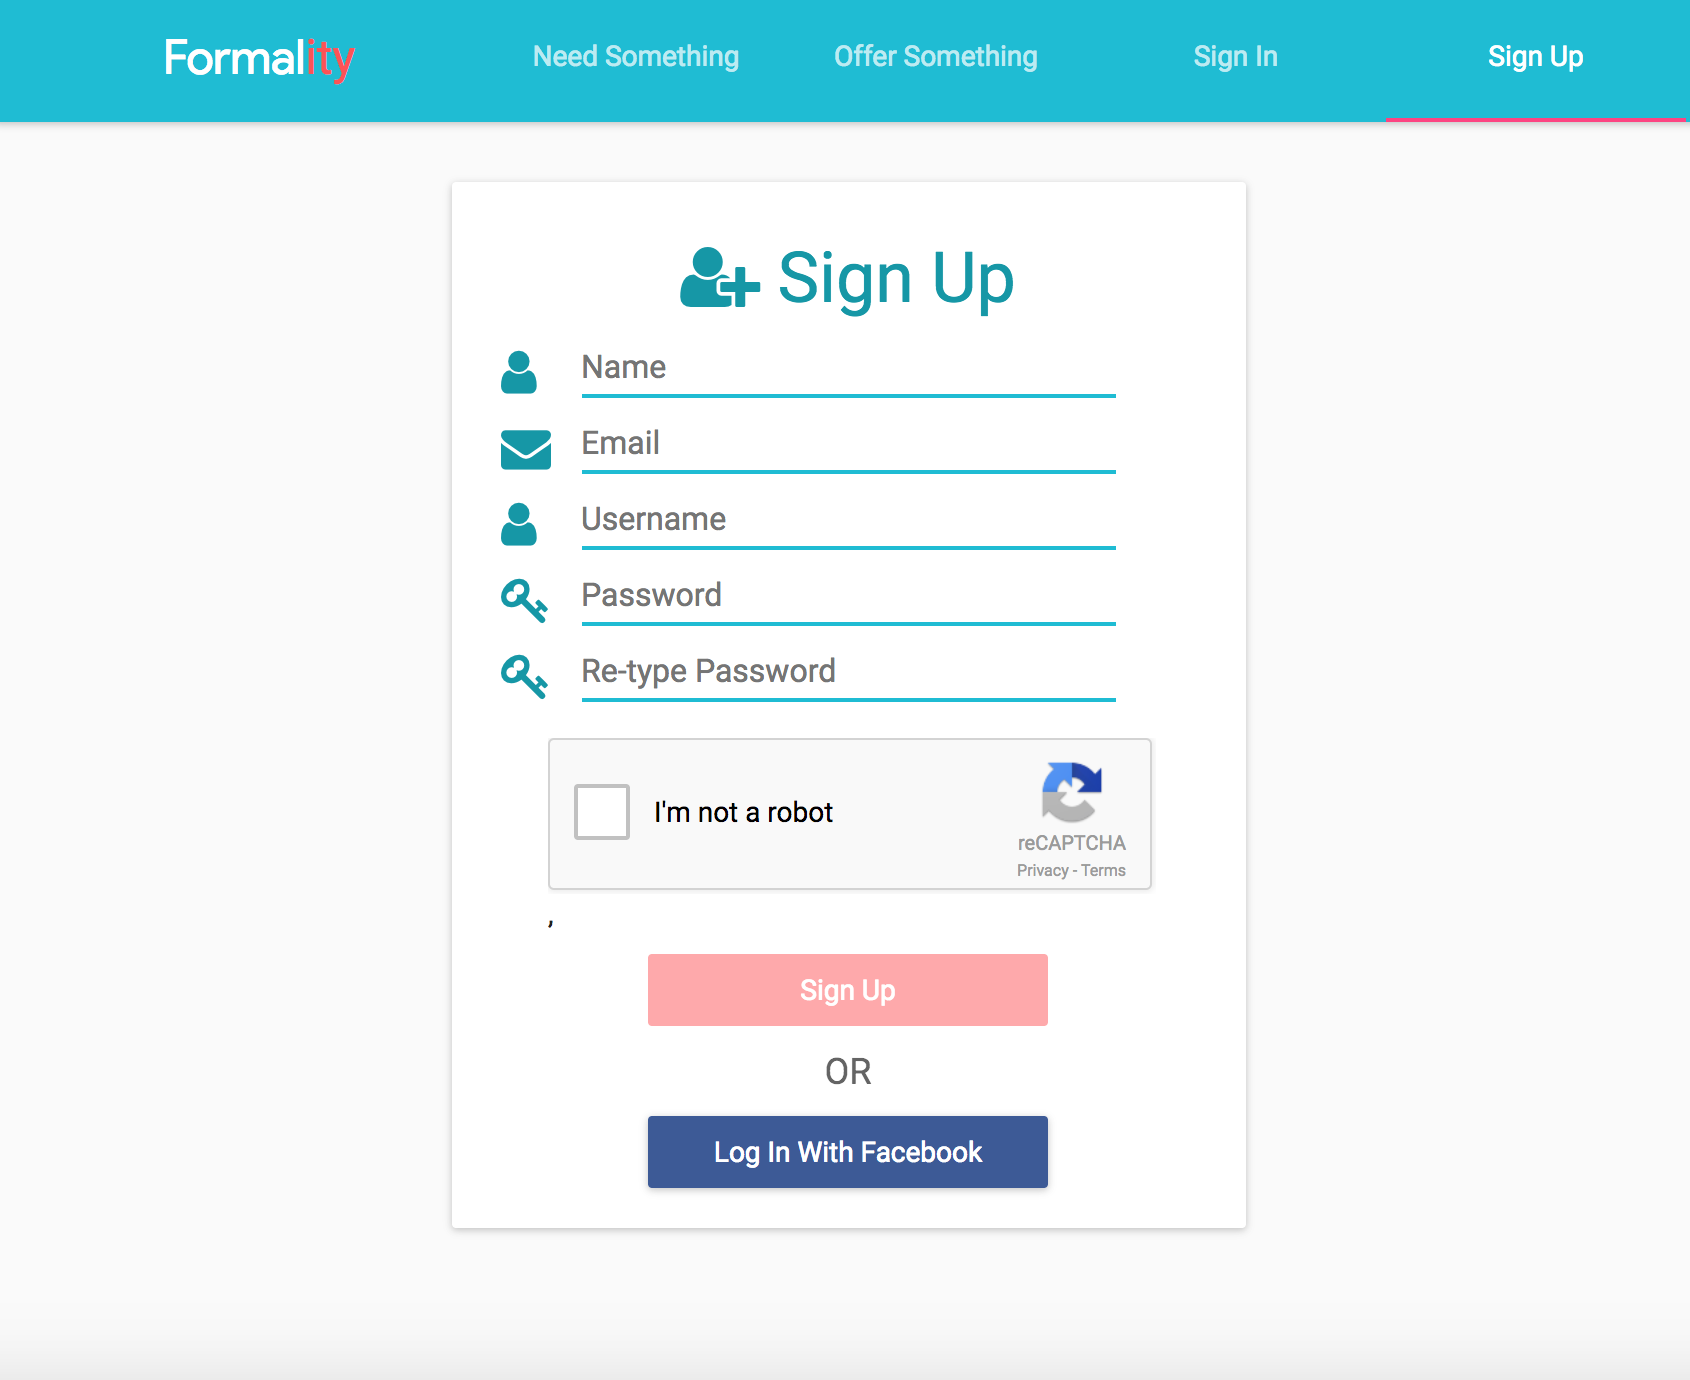 Formality Need Something Offer Something Sign In Sign Up
Sign Up
Name
Email
Username
Password
Re-type Password
I'm not a robot
reCAPTCHA
Privacy - Terms
,
Sign Up
OR
Log In With Facebook